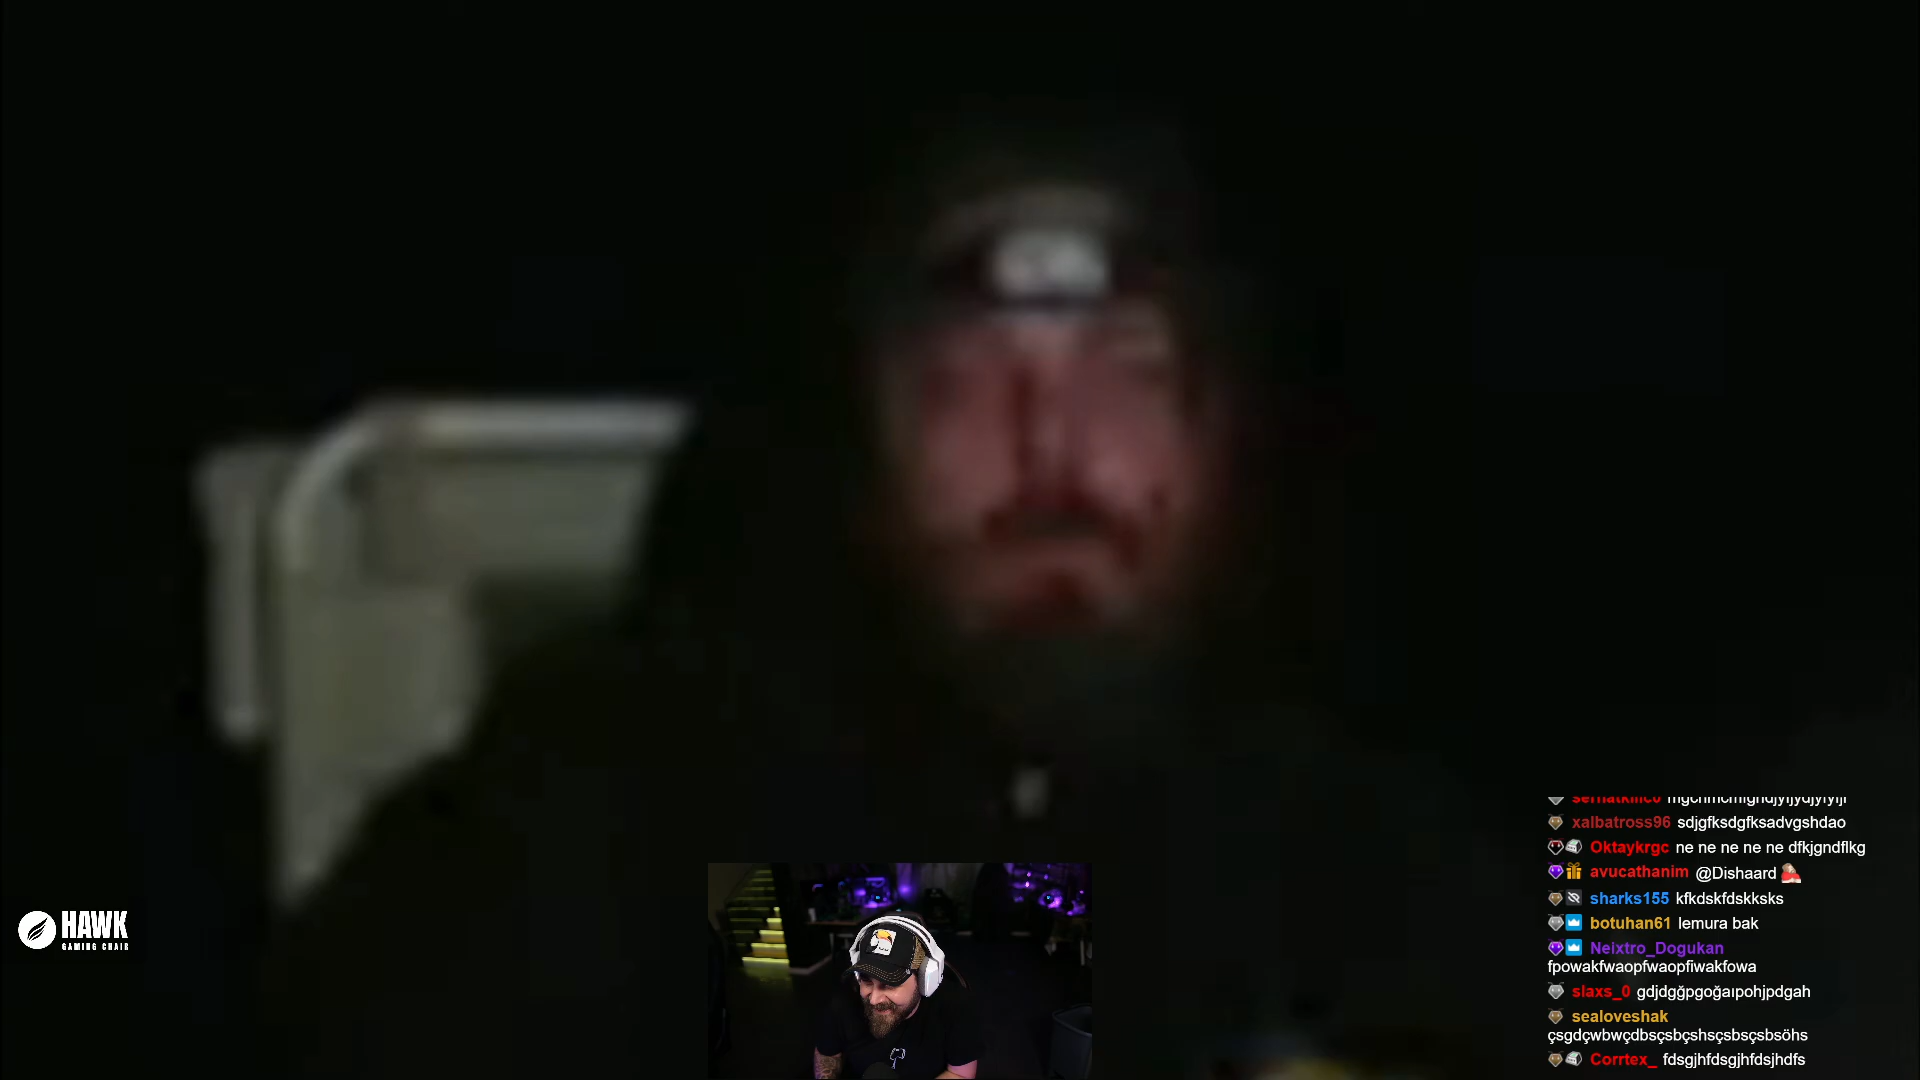 HAWK
GAMING CHAIR
xalbatross96 sdjgfksdgfksadvgshdao
Oktaykrgc ne ne ne ne ne dfkjgndflkg
avucathanim @Dishaard
sharks155 kfkdskfdskksks
botuhan61 lemura bak
Neixtro_Dogukan
fpowakfwaopfwaopfiwakfowa
slaxs_0 gdjdgğpgoğaıpohjpdgah
sealoveshak
çsgdçwbwçdbsçsbçshsçsbsçsbsöhs
Corrtex_ fdsgjhfdsgjhfdsjhdfs